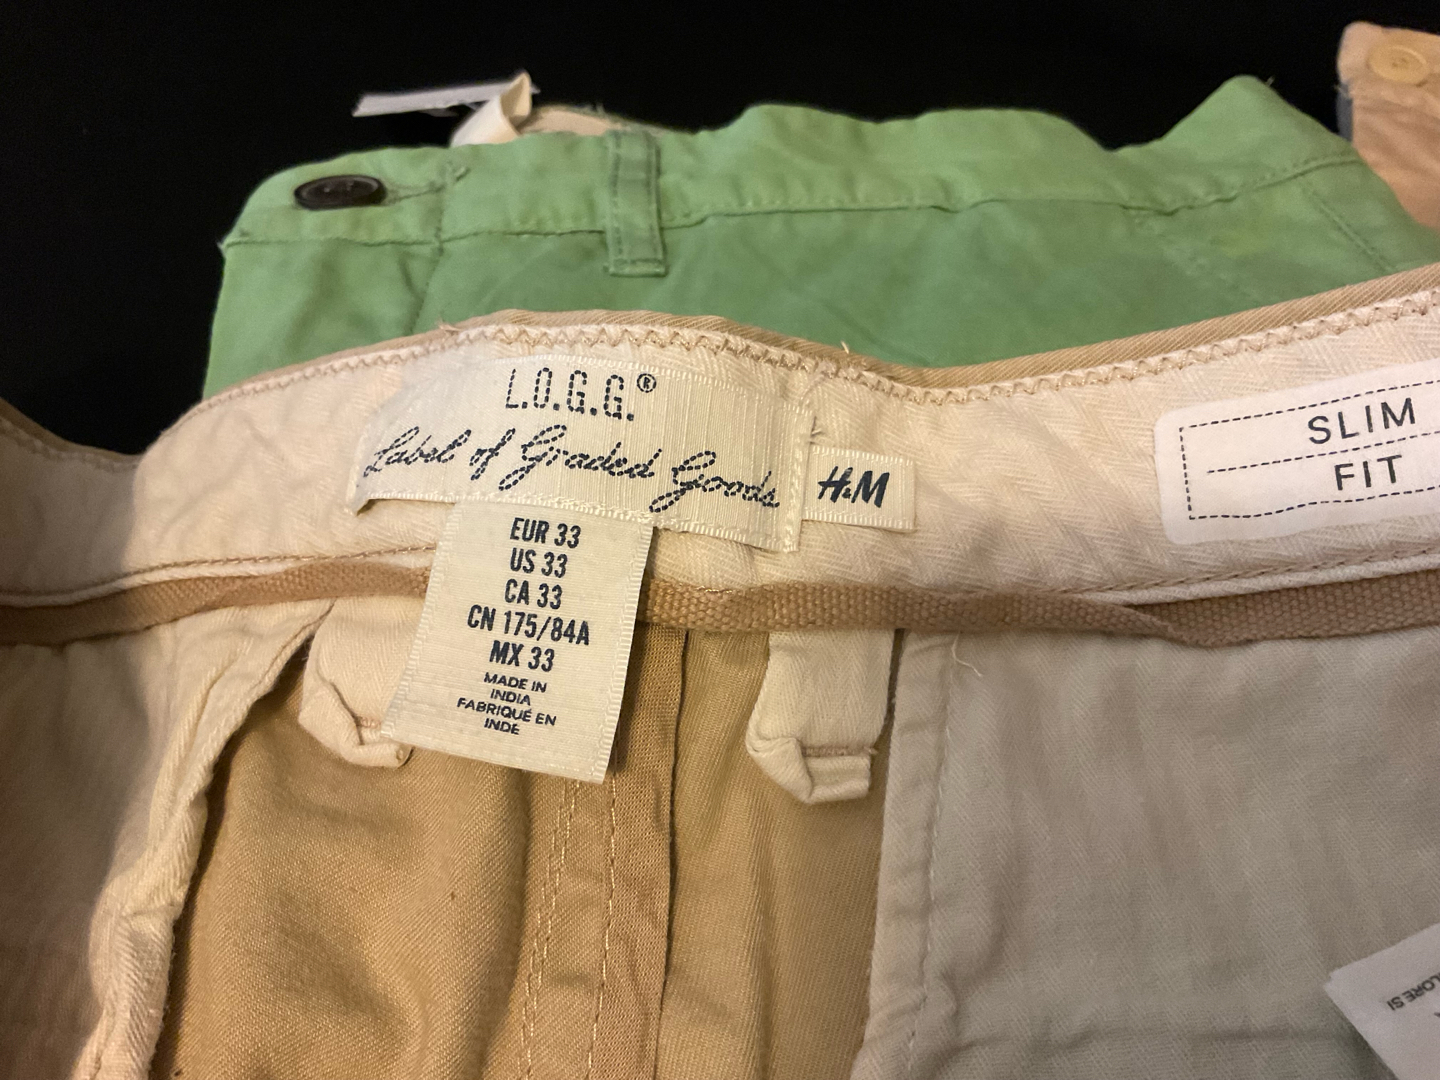 L.O.G.G.®
Label of Graded Goods
H&M
SLIM
FIT
EUR 33
US 33
CA 33
CN 175/84A
MX 33
MADE IN
INDIA
FABRIQUÉ EN
INDE